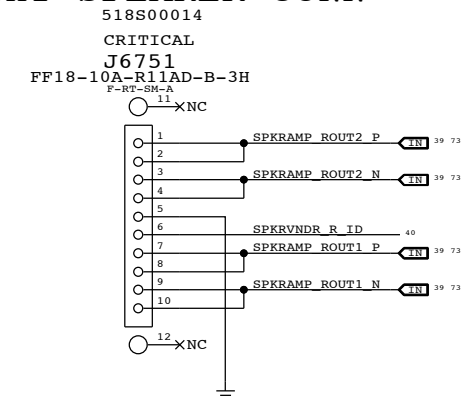 518S00014
CRITICAL
J6751
FF18-10A-R11AD-B-3H
F-RT-SM-A
11 NC
1 SPKRAMP_ROUT2_P IN 39 73
2
3 SPKRAMP_ROUT2_N IN 39 73
4
5
6 SPKRVNDR_R_ID 40
7 SPKRAMP_ROUT1_P IN 39 73
8
9 SPKRAMP_ROUT1_N IN 39 73
10
12 NC